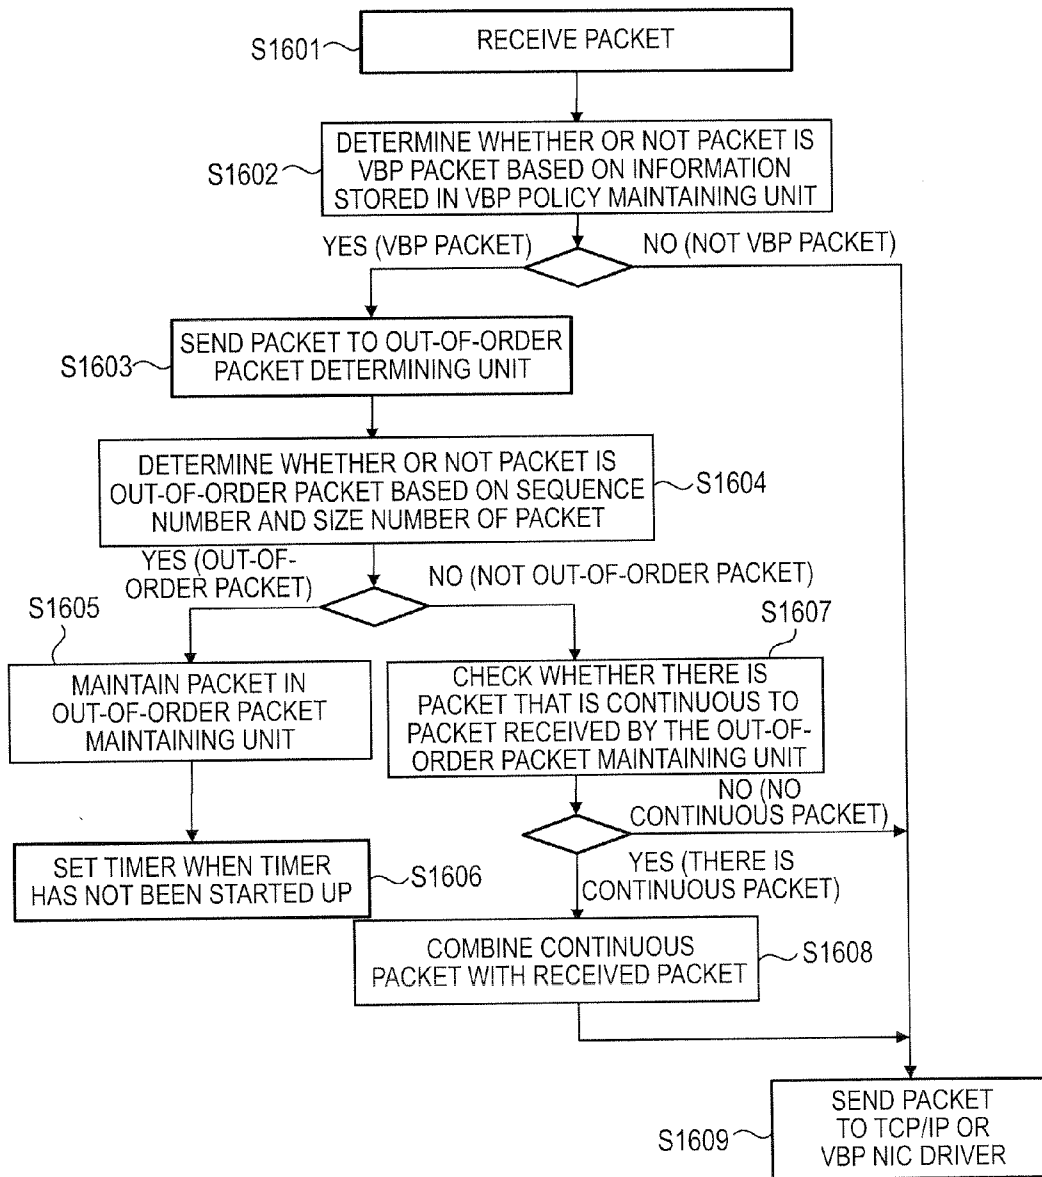 RECEIVE PACKET
S1601
DETERMINE WHETHER OR NOT PACKET IS
VBP PACKET BASED ON INFORMATION
STORED IN VBP POLICY MAINTAINING UNIT
S1602
YES (VBP PACKET)
NO (NOT VBP PACKET)
SEND PACKET TO OUT-OF-ORDER
PACKET DETERMINING UNIT
S1603
DETERMINE WHETHER OR NOT PACKET IS
OUT-OF-ORDER PACKET BASED ON SEQUENCE
NUMBER AND SIZE NUMBER OF PACKET
S1604
YES (OUT-OF-
ORDER PACKET)
NO (NOT OUT-OF-ORDER PACKET)
S1605
MAINTAIN PACKET IN
OUT-OF-ORDER PACKET
MAINTAINING UNIT
S1607
CHECK WHETHER THERE IS
PACKET THAT IS CONTINUOUS TO
PACKET RECEIVED BY THE OUT-OF-
ORDER PACKET MAINTAINING UNIT
NO (NO
CONTINUOUS PACKET)
SET TIMER WHEN TIMER
HAS NOT BEEN STARTED UP
S1606
YES (THERE IS
CONTINUOUS PACKET)
COMBINE CONTINUOUS
PACKET WITH RECEIVED PACKET
S1608
SEND PACKET
TO TCP/IP OR
VBP NIC DRIVER
S1609